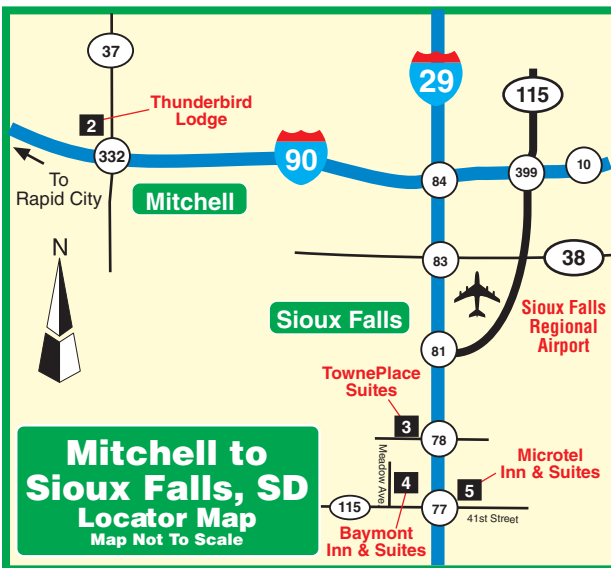 37
29
115
2
Thunderbird
Lodge
332
90
84
399
10
To
Rapid City
Mitchell
N
83
38
Sioux Falls
Sioux Falls
Regional
Airport
81
TownePlace
Suites
3
78
Mitchell to
Sioux Falls, SD
Locator Map
Map Not To Scale
Meadow Ave.
4
5
Microtel
Inn & Suites
115
77
41st Street
Baymont
Inn & Suites